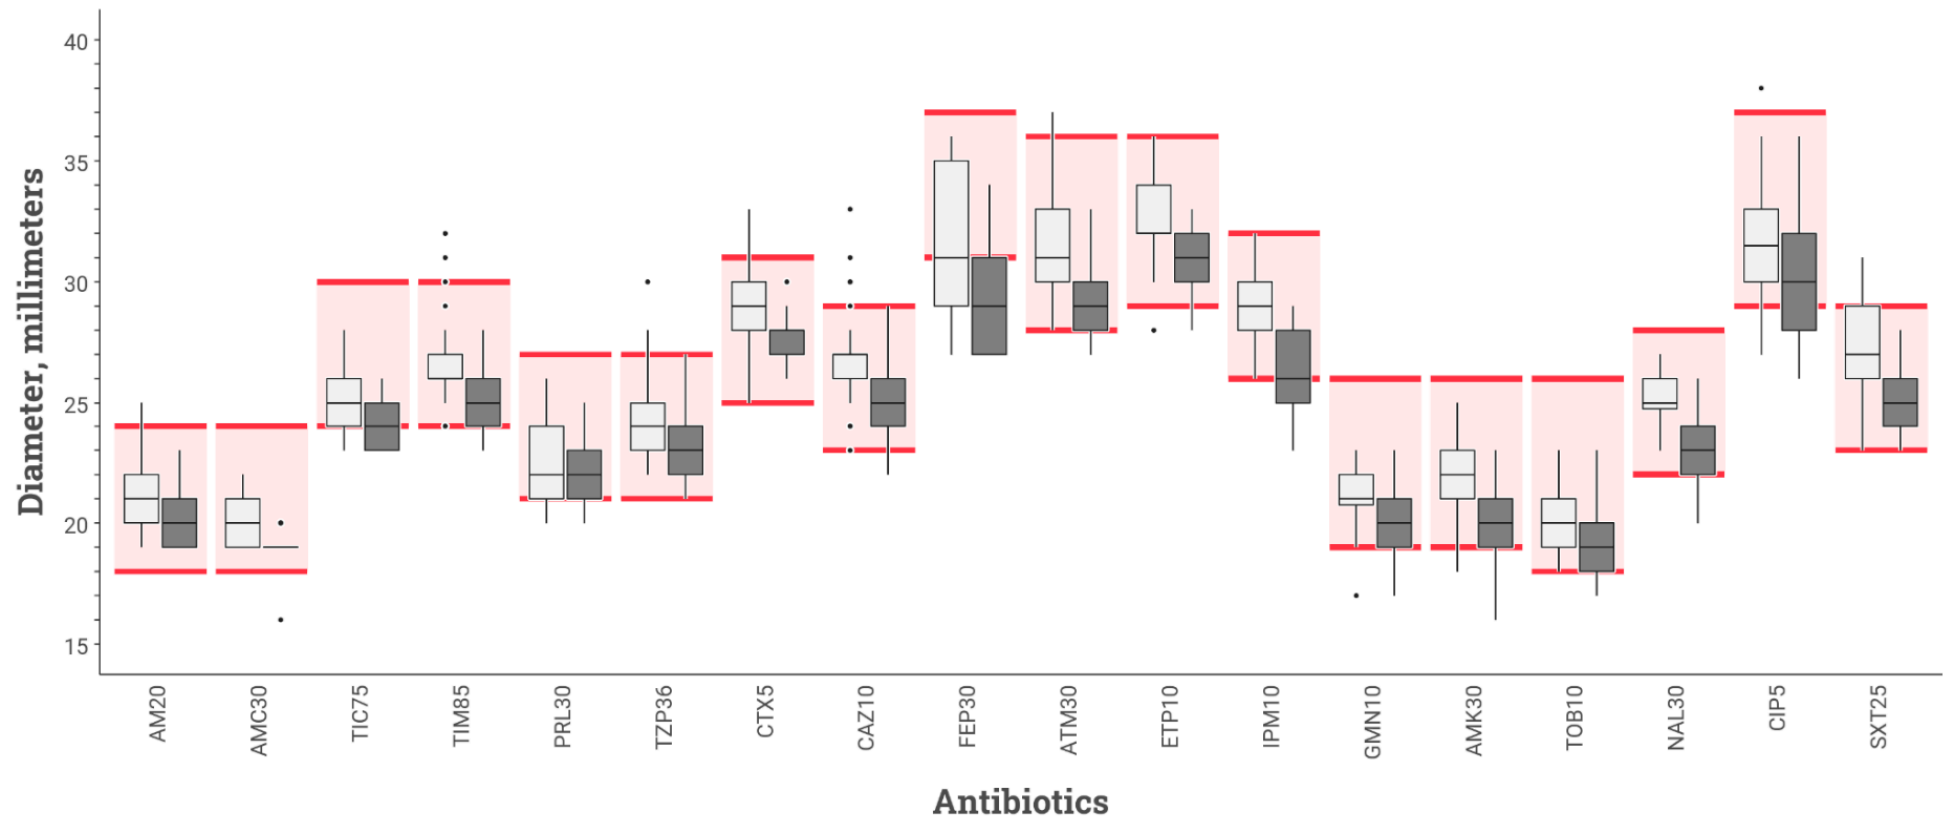 Diameter, millimeters
40
35
30
25
20
15
AM20
AMC30
TIC75
TIM85
PRL30
TZP36
CTX5
CAZ10
FEP30
ATM30
ETP10
IPM10
GMN10
AMK30
TOB10
NAL30
CIP5
SXT25
Antibiotics